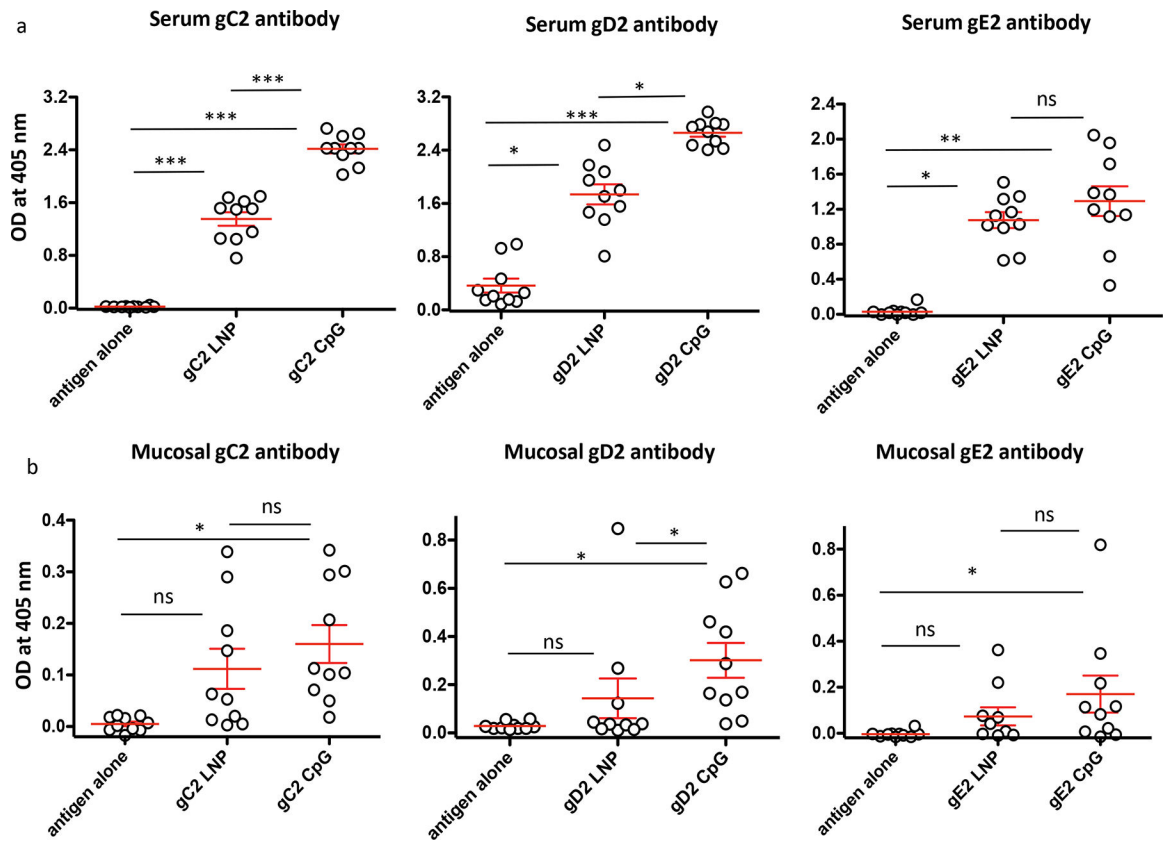 a
Serum gC2 antibody
OD at 405 nm
3.2
2.4
1.6
0.8
0.0
***
***
***
antigen alone
gC2 LNP
gC2 CpG
Serum gD2 antibody
3.2
2.4
1.6
0.8
0.0
*
***
*
antigen alone
gD2 LNP
gD2 CpG
Serum gE2 antibody
2.4
2.0
1.6
1.2
0.8
0.4
0.0
ns
**
*
antigen alone
gE2 LNP
gE2 CpG
b
Mucosal gC2 antibody
OD at 405 nm
0.4
0.3
0.2
0.1
0.0
ns
*
ns
antigen alone
gC2 LNP
gC2 CpG
Mucosal gD2 antibody
0.8
0.6
0.4
0.2
0.0
*
*
ns
antigen alone
gD2 LNP
gD2 CpG
Mucosal gE2 antibody
0.8
0.6
0.4
0.2
0.0
ns
*
ns
antigen alone
gE2 LNP
gE2 CpG